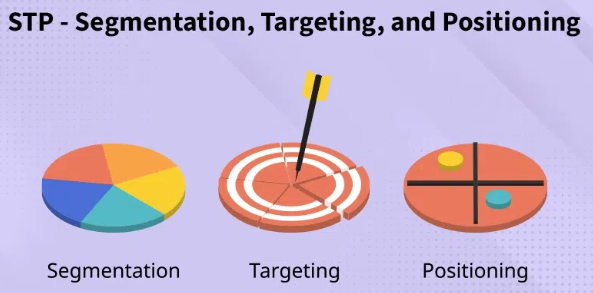 STP - Segmentation, Targeting, and Positioning
Segmentation
Targeting
Positioning